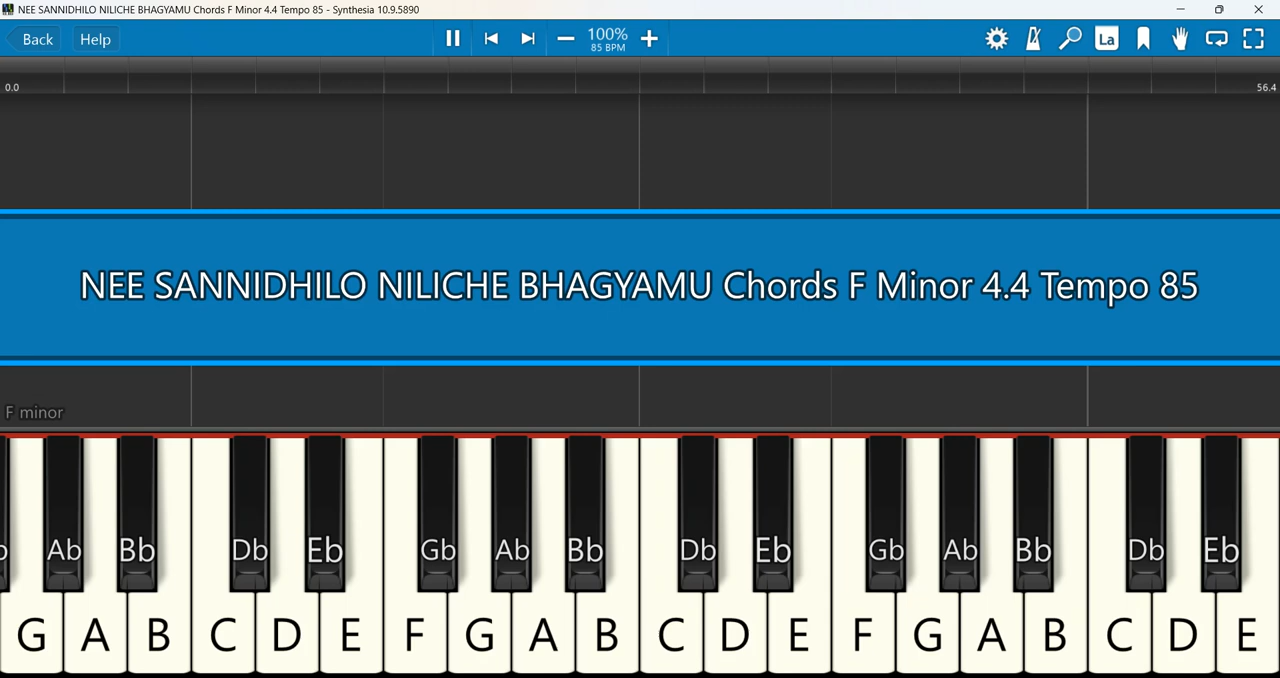 NEE SANNIDHILO NILICHE BHAGYAMU Chords F Minor 4.4 Tempo 85 - Synthesia 10.9.5890
Back Help 100% La
85 BPM
0.0 56.4
NEE SANNIDHILO NILICHE BHAGYAMU Chords F Minor 4.4 Tempo 85
F minor
Ab Bb Db Eb Gb Ab Bb Db Eb Gb Ab Bb Db Eb
G A B C D E F G A B C D E F G A B C D E